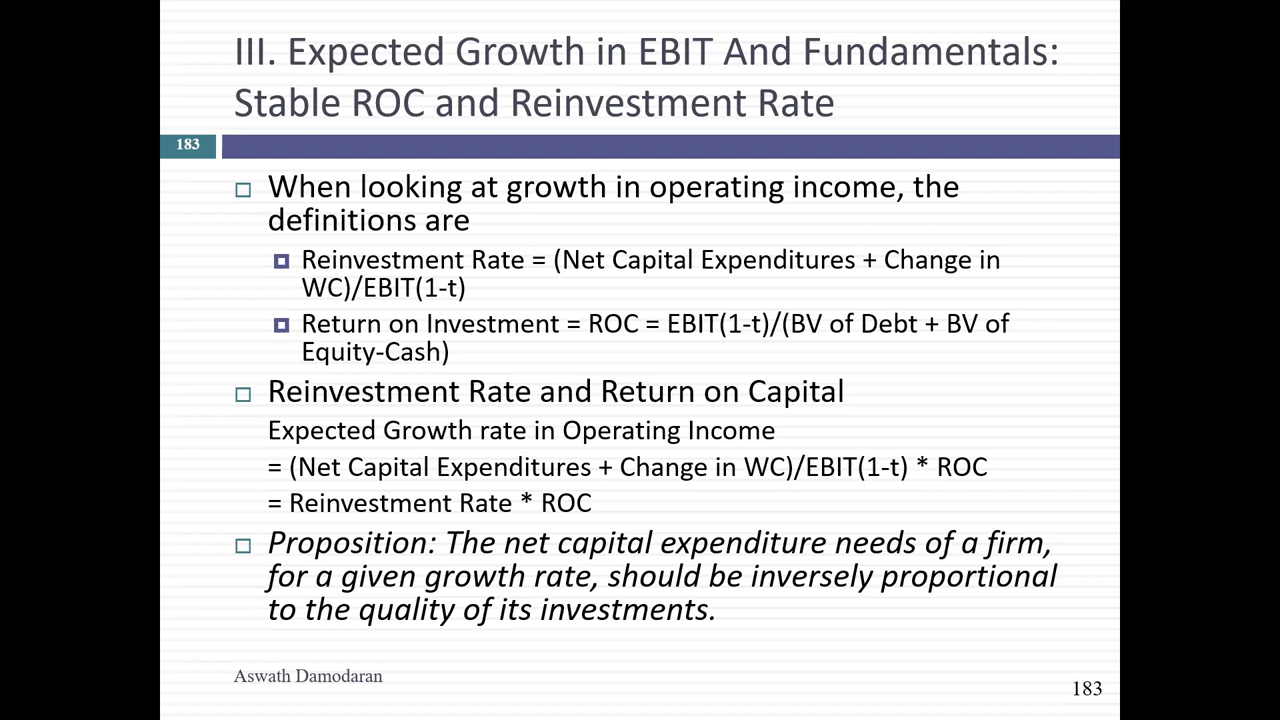 III. Expected Growth in EBIT And Fundamentals:
Stable ROC and Reinvestment Rate
183
When looking at growth in operating income, the
definitions are
Reinvestment Rate = (Net Capital Expenditures + Change in
WC)/EBIT(1-t)
Return on Investment = ROC = EBIT(1-t)/(BV of Debt + BV of
Equity-Cash)
Reinvestment Rate and Return on Capital
Expected Growth rate in Operating Income
= (Net Capital Expenditures + Change in WC)/EBIT(1-t) * ROC
= Reinvestment Rate * ROC
Proposition: The net capital expenditure needs of a firm,
for a given growth rate, should be inversely proportional
to the quality of its investments.
Aswath Damodaran
183